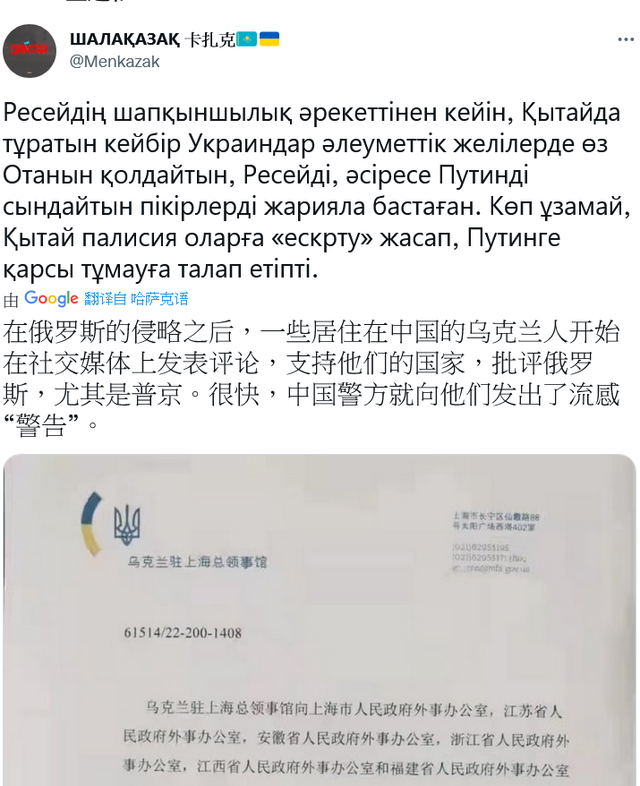 ШАЛАҚАЗАҚ 卡扎克
@Menkazak
Ресейдің шапқыншылық әрекеттінен кейін, Қытайда
тұратын кейбір Украиндар әлеуметтік желілерде өз
Отанын қолдайтын, Ресейді, әсіресе Путинді
сындайтын пікірлерді жарияла бастаған. Көп ұзамай,
Қытай палисия оларға «ескрту» жасап, Путинге
қарсы тұмауға талап етіпті.
由 Google 翻译自 哈萨克语
在俄罗斯的侵略之后，一些居住在中国的乌克兰人开始
在社交媒体上发表评论，支持他们的国家，批评俄罗
斯，尤其是普京。很快，中国警方就向他们发出了流感
“警告”。
上海市长宁区仙霞路88
号太阳广场西塔402室
乌克兰驻上海总领事馆
61514/22-200-1408
乌克兰驻上海总领事馆向上海市人民政府外事办公室，江苏省人
民政府外事办公室，安徽省人民政府外事办公室，浙江省人民政府外
事办公室，江西省人民政府外事办公室和福建省人民政府外事办公室